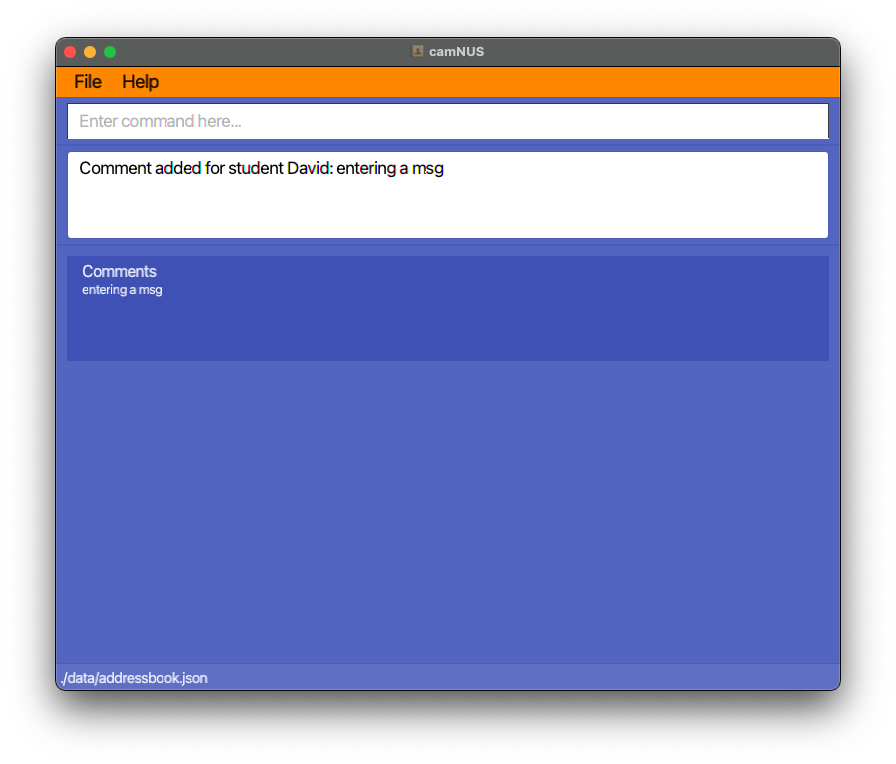 camNUS
File Help
Enter command here...
Comment added for student David: entering a msg
Comments
entering a msg
./data/addressbook.json